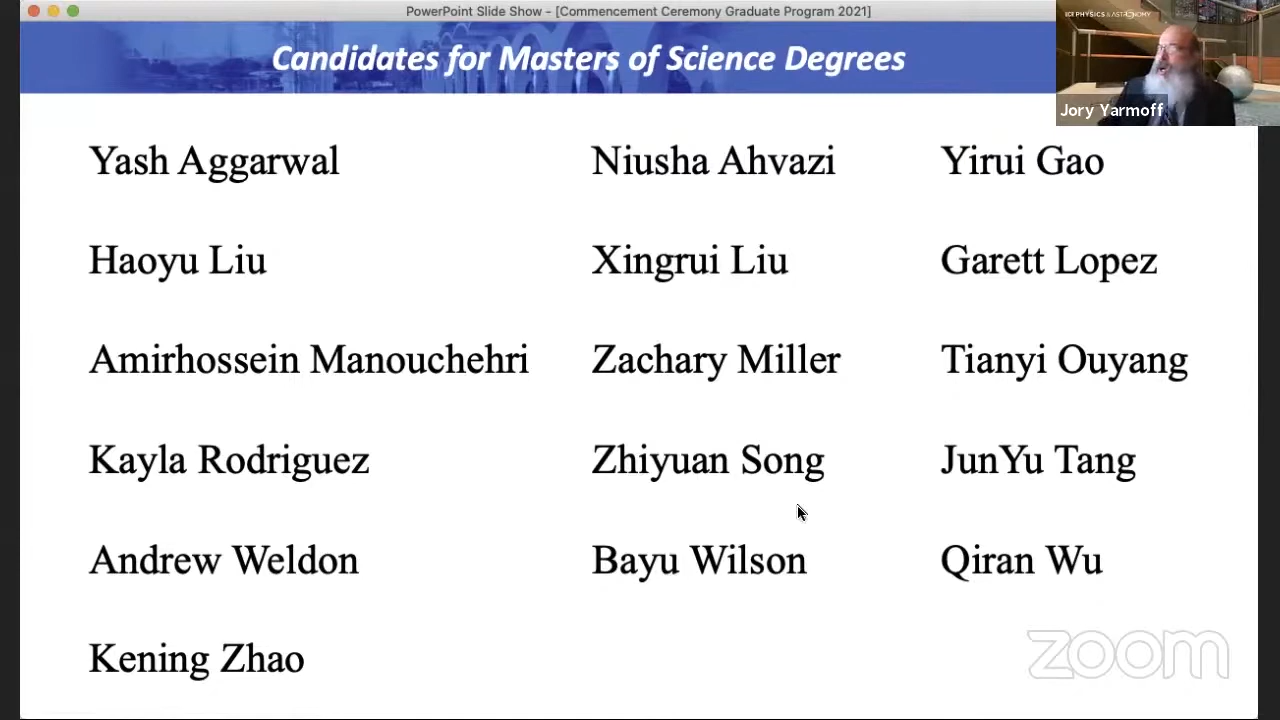 PowerPoint Slide Show - [Commencement Ceremony Graduate Program 2021]
Candidates for Masters of Science Degrees
PHYSICS & ASTRONOMY
Jory Yarmoff
Yash Aggarwal Niusha Ahvazi Yirui Gao
Haoyu Liu Xingrui Liu Garett Lopez
Amirhossein Manouchehri Zachary Miller Tianyi Ouyang
Kayla Rodriguez Zhiyuan Song JunYu Tang
Andrew Weldon Bayu Wilson Qiran Wu
Kening Zhao
zoom